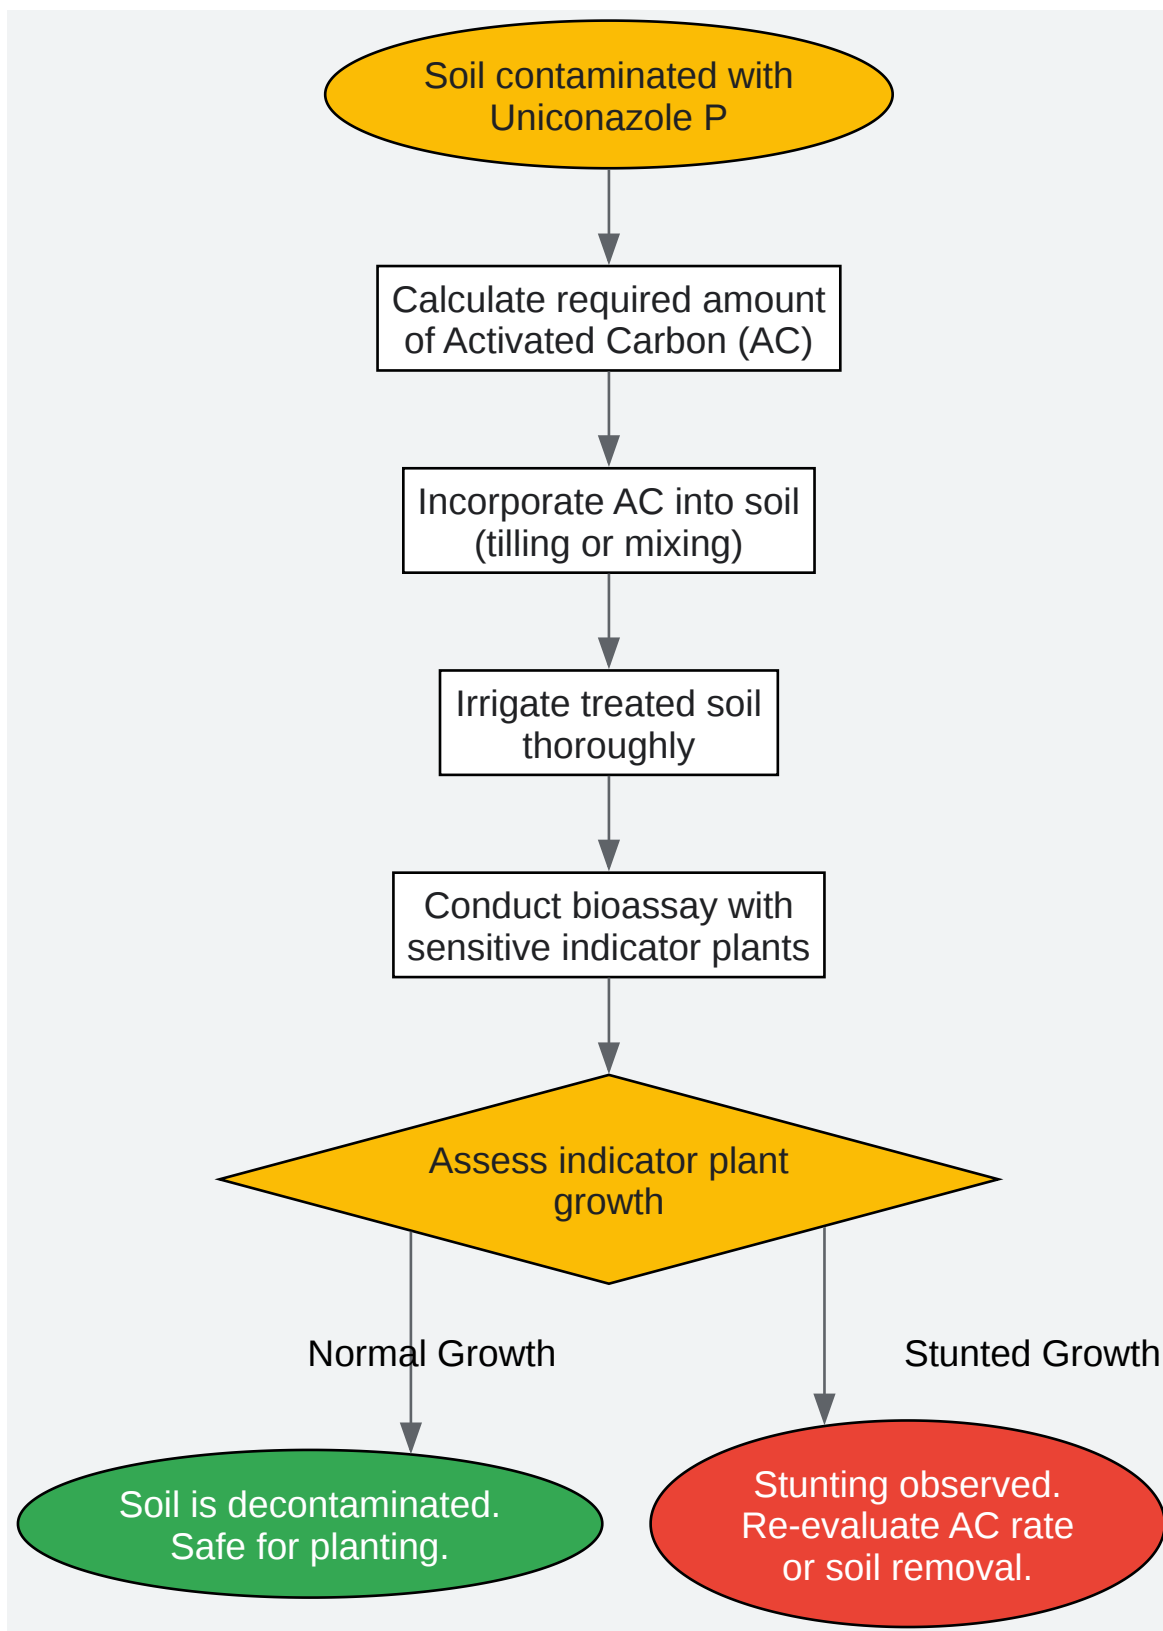 Soil contaminated with
Uniconazole P
Calculate required amount
of Activated Carbon (AC)
Incorporate AC into soil
(tilling or mixing)
Irrigate treated soil
thoroughly
Conduct bioassay with
sensitive indicator plants
Assess indicator plant
growth
Normal Growth
Stunted Growth
Soil is decontaminated.
Safe for planting.
Stunting observed.
Re-evaluate AC rate
or soil removal.